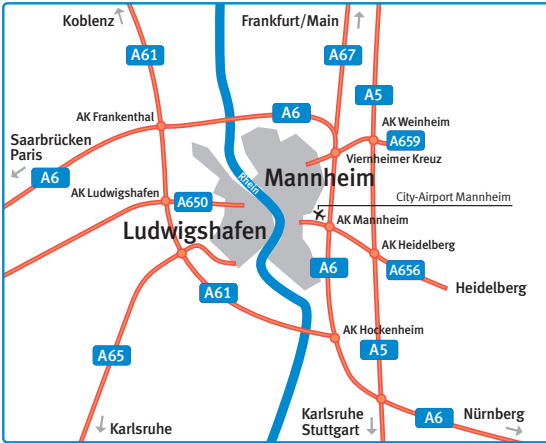 Koblenz
Frankfurt/Main
A61
A67
A5
A6
AK Frankenthal
AK Weinheim
A659
Saarbrücken
Paris
Viernheimer Kreuz
A6
Mannheim
Rhein
AK Ludwigshafen
A650
City-Airport Mannheim
AK Mannheim
Ludwigshafen
AK Heidelberg
A6
A656
A61
Heidelberg
AK Hockenheim
A65
A5
Karlsruhe
Karlsruhe
Stuttgart
A6
Nürnberg